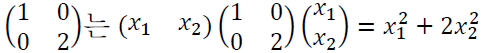 (1 0
0 2) 는 (x₁ x₂) (1 0
0 2) (x₁
x₂) = x₁² + 2x₂²